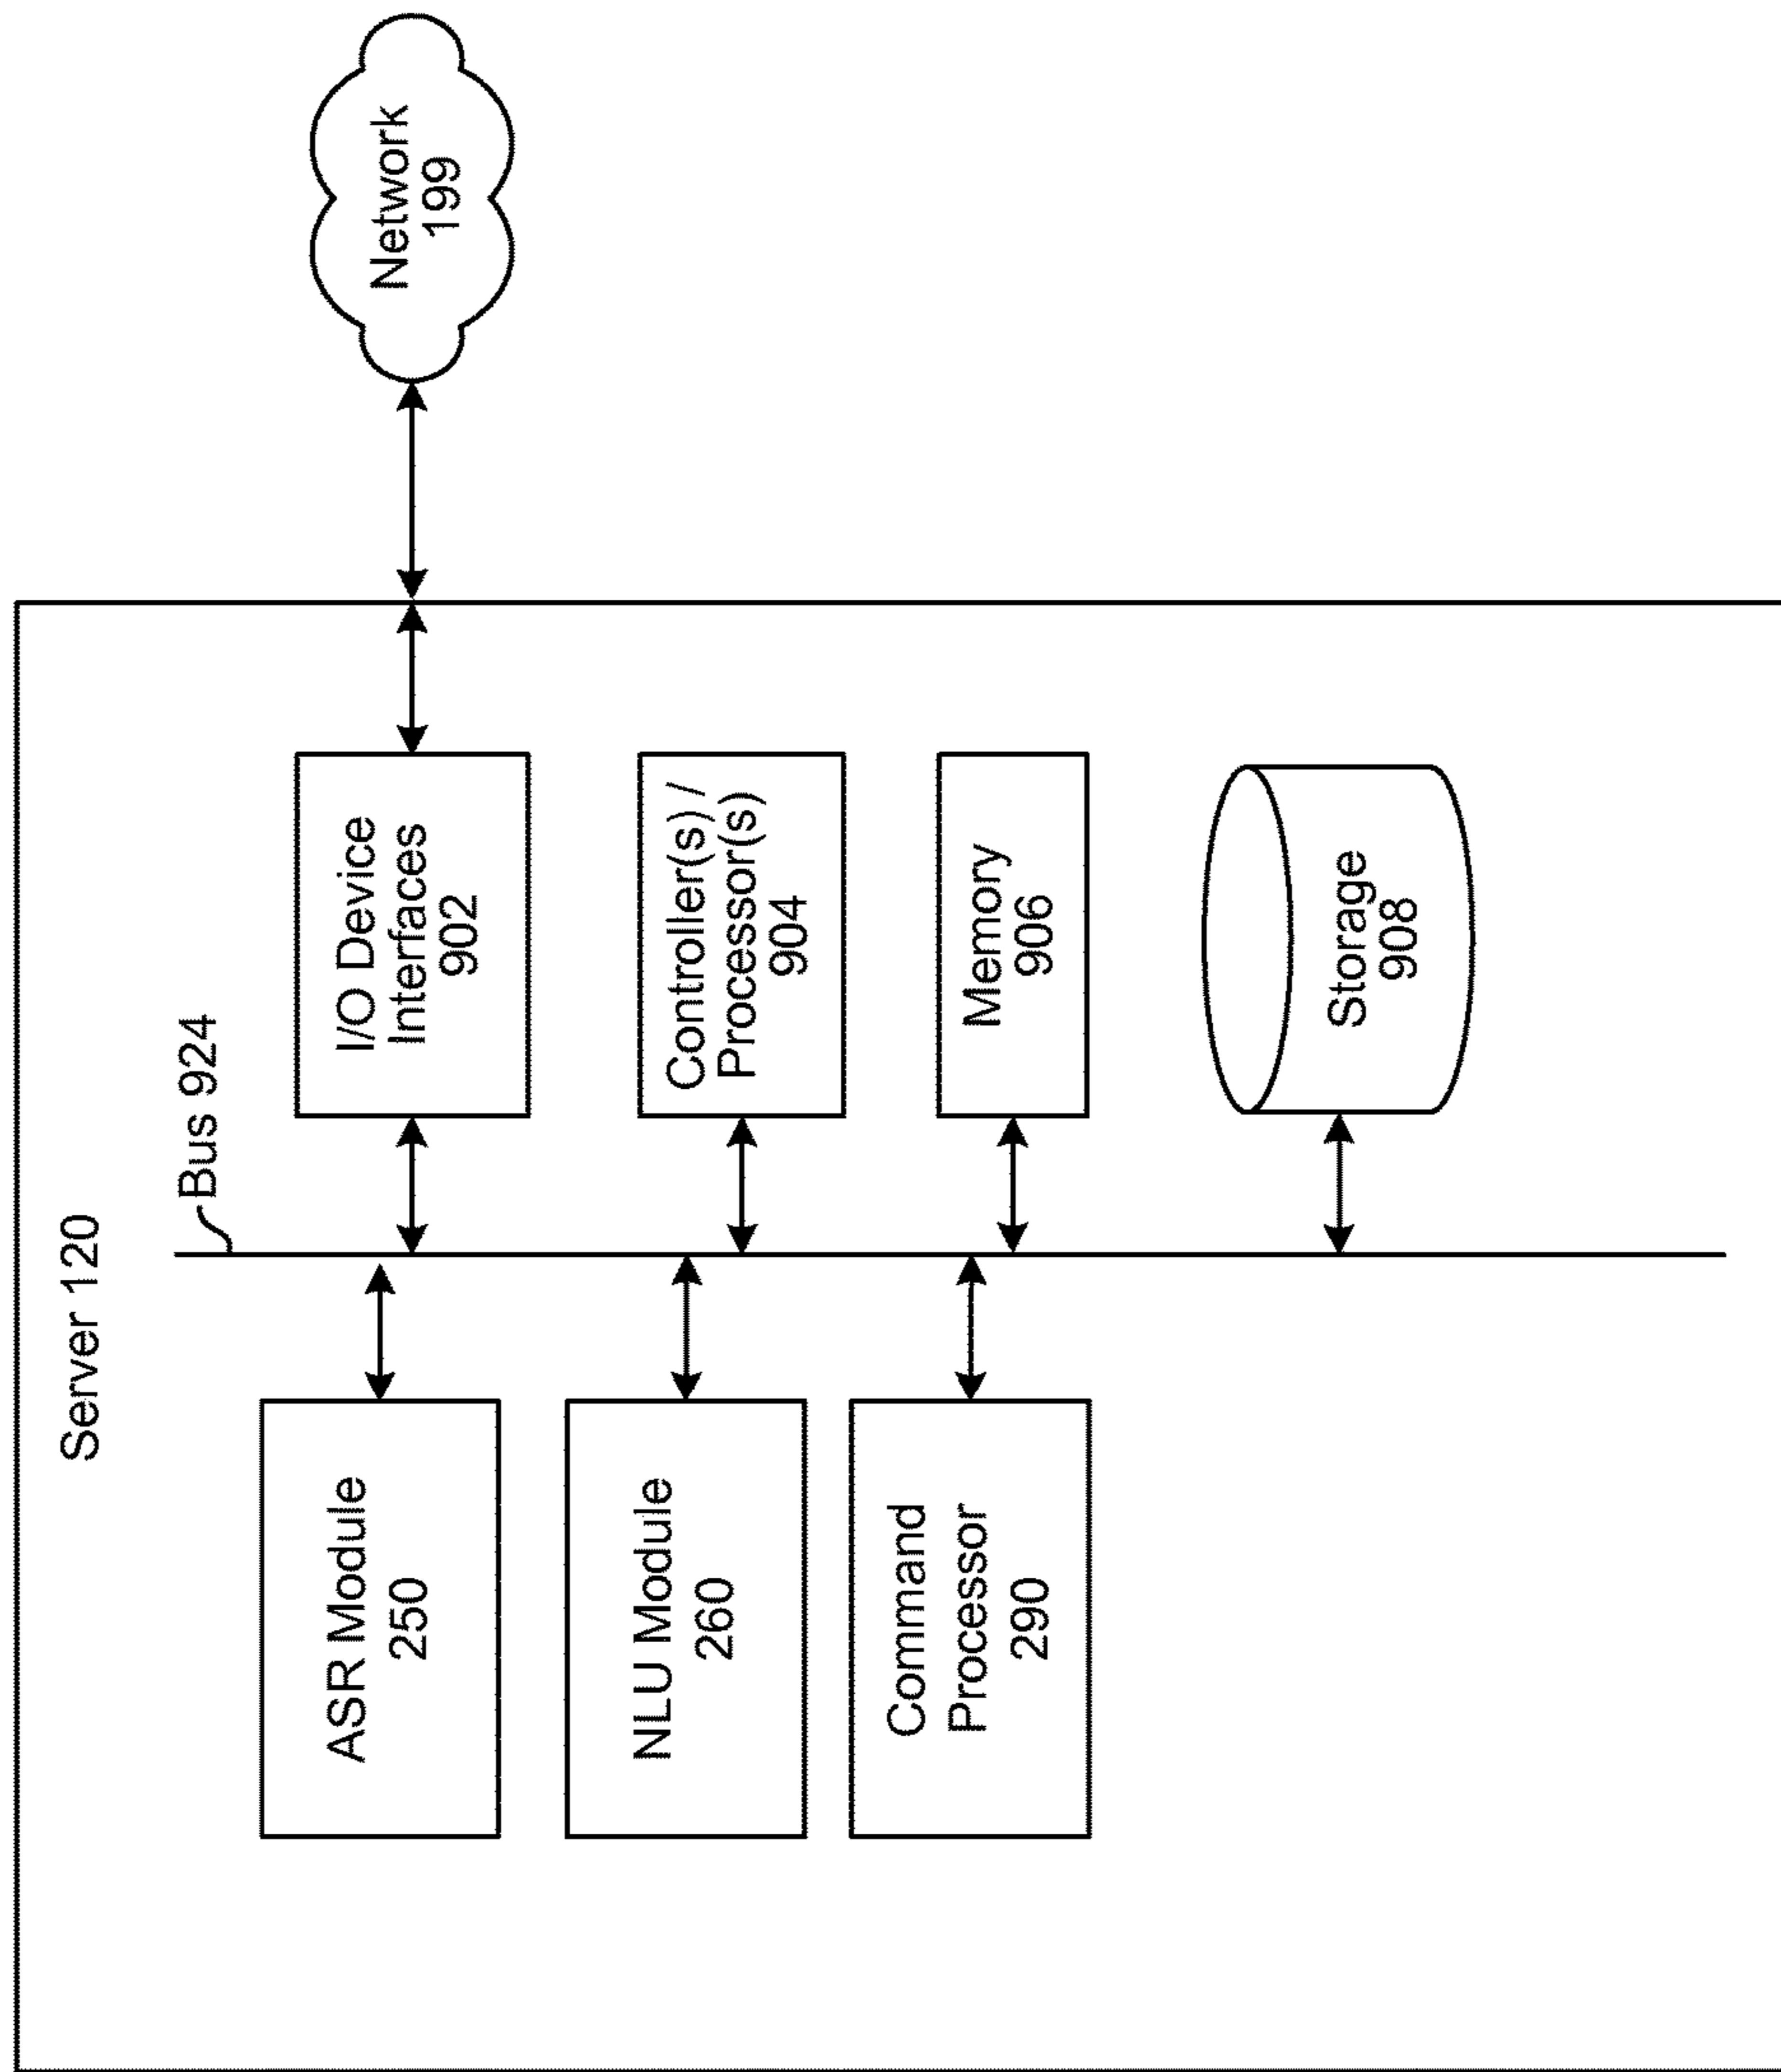 Server 120
Bus 924
I/O Device
Interfaces
902
Controller(s) /
Processor(s)
904
Memory
906
Storage
908
ASR Module
250
NLU Module
260
Command
Processor
290
Network
199